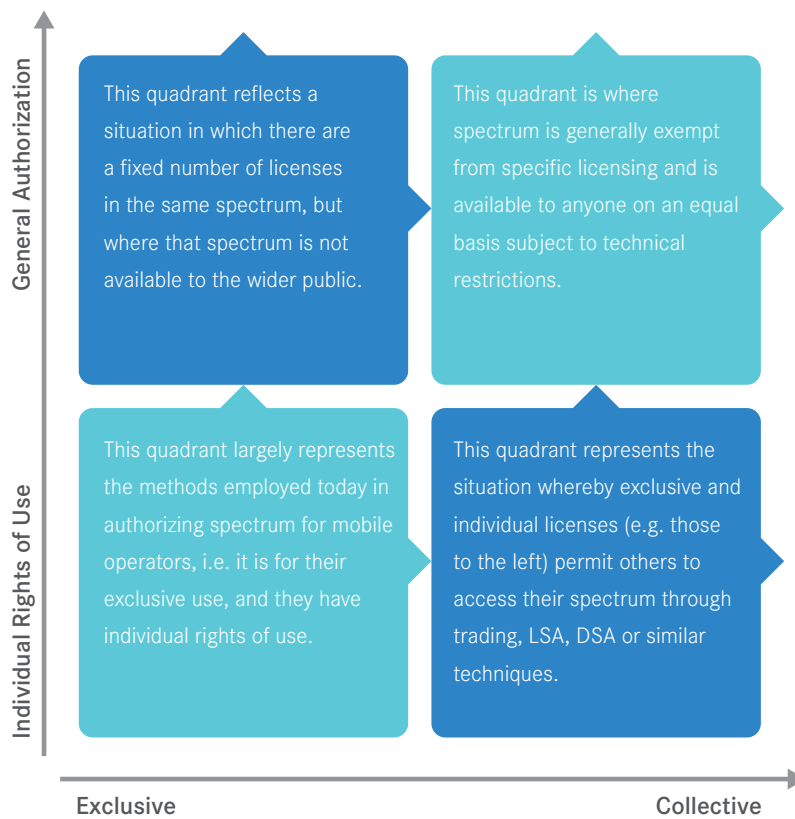 General Authorization
This quadrant reflects a
situation in which there are
a fixed number of licenses
in the same spectrum, but
where that spectrum is not
available to the wider public.
This quadrant is where
spectrum is generally exempt
from specific licensing and is
available to anyone on an equal
basis subject to technical
restrictions.
Individual Rights of Use
This quadrant largely represents
the methods employed today in
authorizing spectrum for mobile
operators, i.e. it is for their
exclusive use, and they have
individual rights of use.
This quadrant represents the
situation whereby exclusive and
individual licenses (e.g. those
to the left) permit others to
access their spectrum through
trading, LSA, DSA or similar
techniques.
Exclusive
Collective